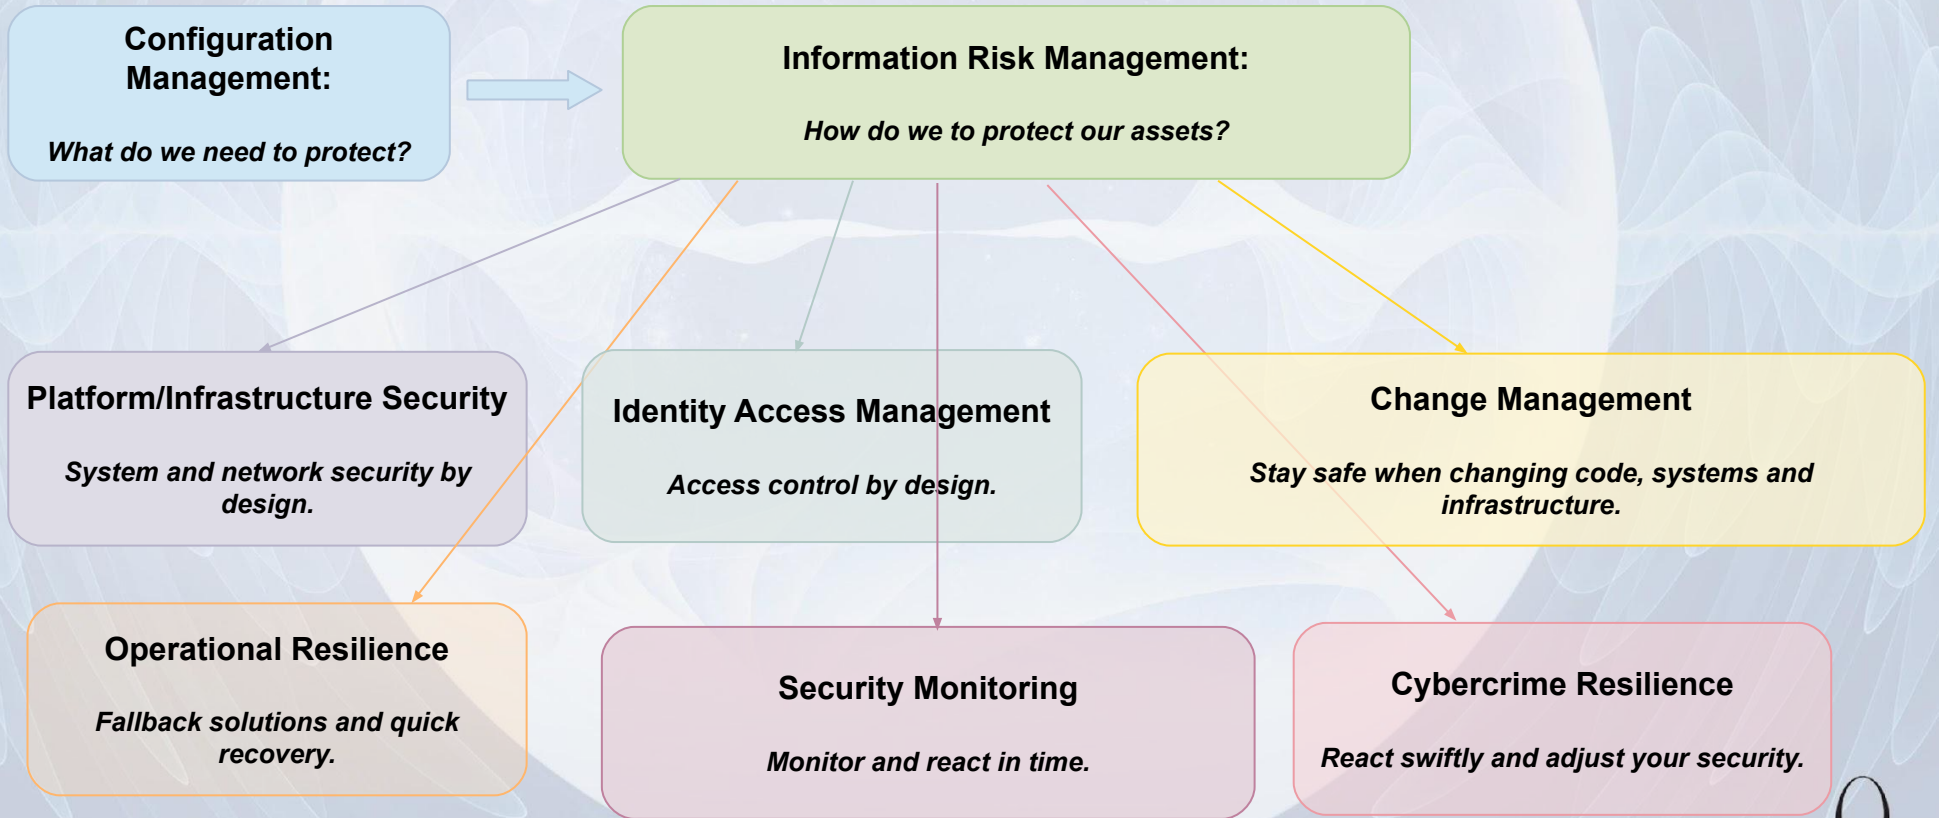 Configuration
Management:
What do we need to protect?
Information Risk Management:
How do we to protect our assets?
Platform/Infrastructure Security
System and network security by
design.
Identity Access Management
Access control by design.
Change Management
Stay safe when changing code, systems and
infrastructure.
Operational Resilience
Fallback solutions and quick
recovery.
Security Monitoring
Monitor and react in time.
Cybercrime Resilience
React swiftly and adjust your security.